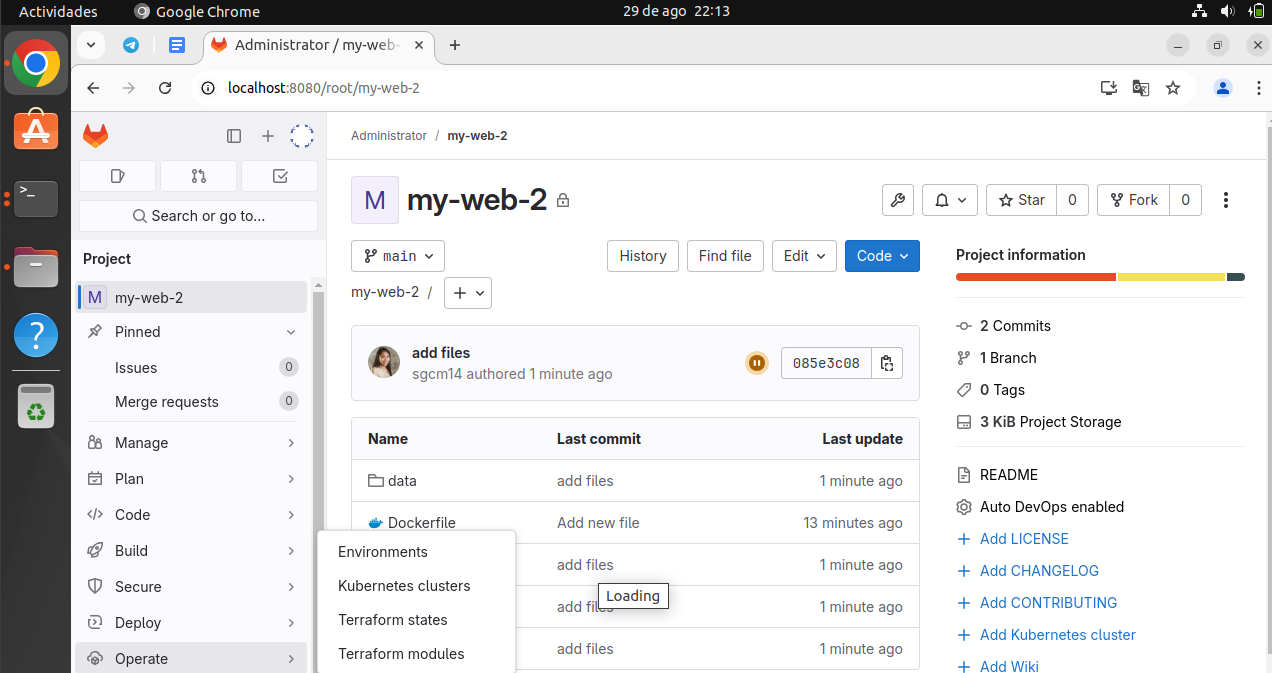 Actividades Google Chrome 29 de ago 22:13
Administrator / my-web-
localhost:8080/root/my-web-2
Administrator / my-web-2
M my-web-2
Star 0 Fork 0
Search or go to...
Project
M my-web-2
Pinned
Issues 0
Merge requests 0
Manage
Plan
Code
Build
Secure
Deploy
Operate
Environments
Kubernetes clusters
Terraform states
Terraform modules
main History Find file Edit Code
my-web-2 / +
add files
sgcm14 authored 1 minute ago
085e3c08
Name Last commit Last update
data add files 1 minute ago
Dockerfile Add new file 13 minutes ago
add files 1 minute ago
add files 1 minute ago
add files 1 minute ago
Loading
Project information
2 Commits
1 Branch
0 Tags
3 KiB Project Storage
README
Auto DevOps enabled
+ Add LICENSE
+ Add CHANGELOG
+ Add CONTRIBUTING
+ Add Kubernetes cluster
+ Add Wiki